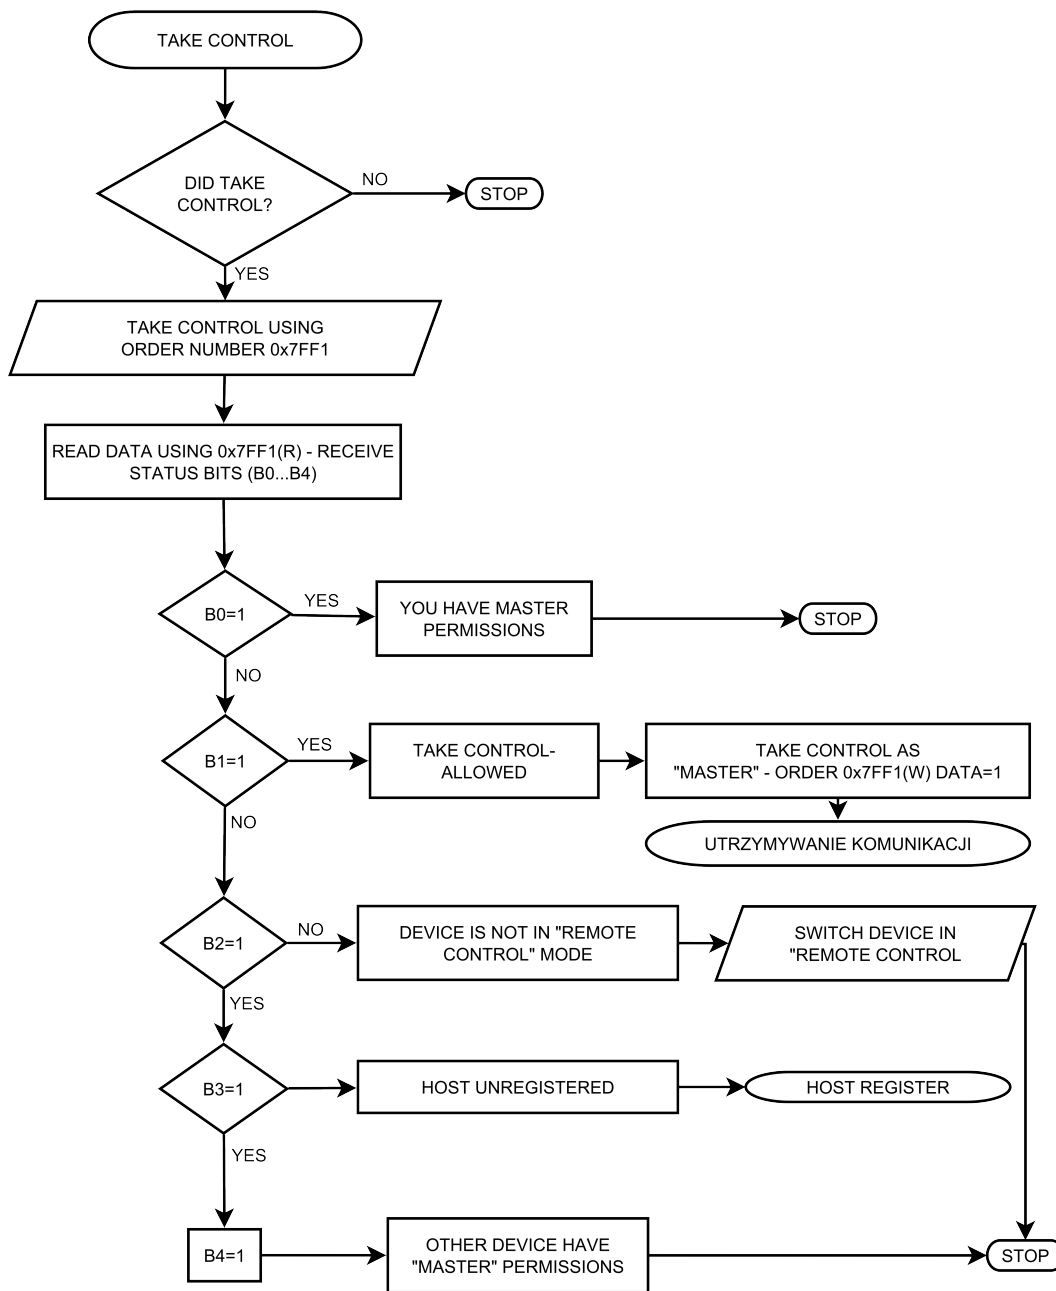 TAKE CONTROL
DID TAKE
CONTROL?
NO
STOP
YES
TAKE CONTROL USING
ORDER NUMBER 0x7FF1
READ DATA USING 0x7FF1(R) - RECEIVE
STATUS BITS (B0...B4)
B0=1
YES
YOU HAVE MASTER
PERMISSIONS
STOP
NO
B1=1
YES
TAKE CONTROL-
ALLOWED
TAKE CONTROL AS
"MASTER" - ORDER 0x7FF1(W) DATA=1
UTRZYMYWANIE KOMUNIKACJI
NO
B2=1
NO
DEVICE IS NOT IN "REMOTE
CONTROL" MODE
SWITCH DEVICE IN
"REMOTE CONTROL
YES
B3=1
HOST UNREGISTERED
HOST REGISTER
YES
B4=1
OTHER DEVICE HAVE
"MASTER" PERMISSIONS
STOP